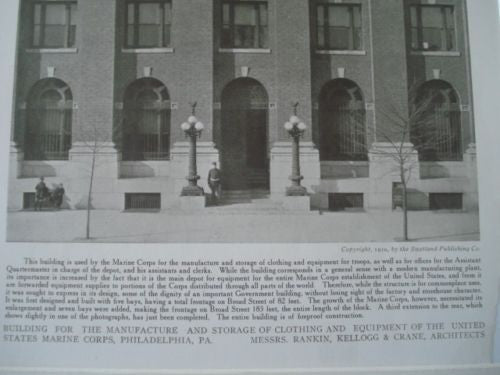 Copyright, 1910, by the Swetland Publishing Co.
This building is used by the Marine Corps for the manufacture and storage of clothing and equipment for troops, as well as for offices for the Assistant
Quartermaster in charge of the depot, and his assistants and clerks. While the building corresponds in a general sense with a modern manufacturing plant,
its importance is increased by the fact that it is the main depot for equipment for the entire Marine Corps establishment of the United States, and from it
are forwarded equipment supplies to portions of the Corps distributed through all parts of the world. Therefore, while the structure is for commonplace uses,
it was sought to express in its design, some of the dignity of an important Government building, without losing sight of the factory and storehouse character.
It was first designed and built with five bays, having a total frontage on Broad Street of 82 feet. The growth of the Marine Corps, however, necessitated its
enlargement and seven bays were added, making the frontage on Broad Street 183 feet, the entire length of the block. A third extension to the rear, which
shows slightly in one of the photographs, has just been completed. The entire building is of fireproof construction.
BUILDING FOR THE MANUFACTURE AND STORAGE OF CLOTHING AND EQUIPMENT OF THE UNITED
STATES MARINE CORPS, PHILADELPHIA, PA. MESSRS. RANKIN, KELLOGG & CRANE, ARCHITECTS